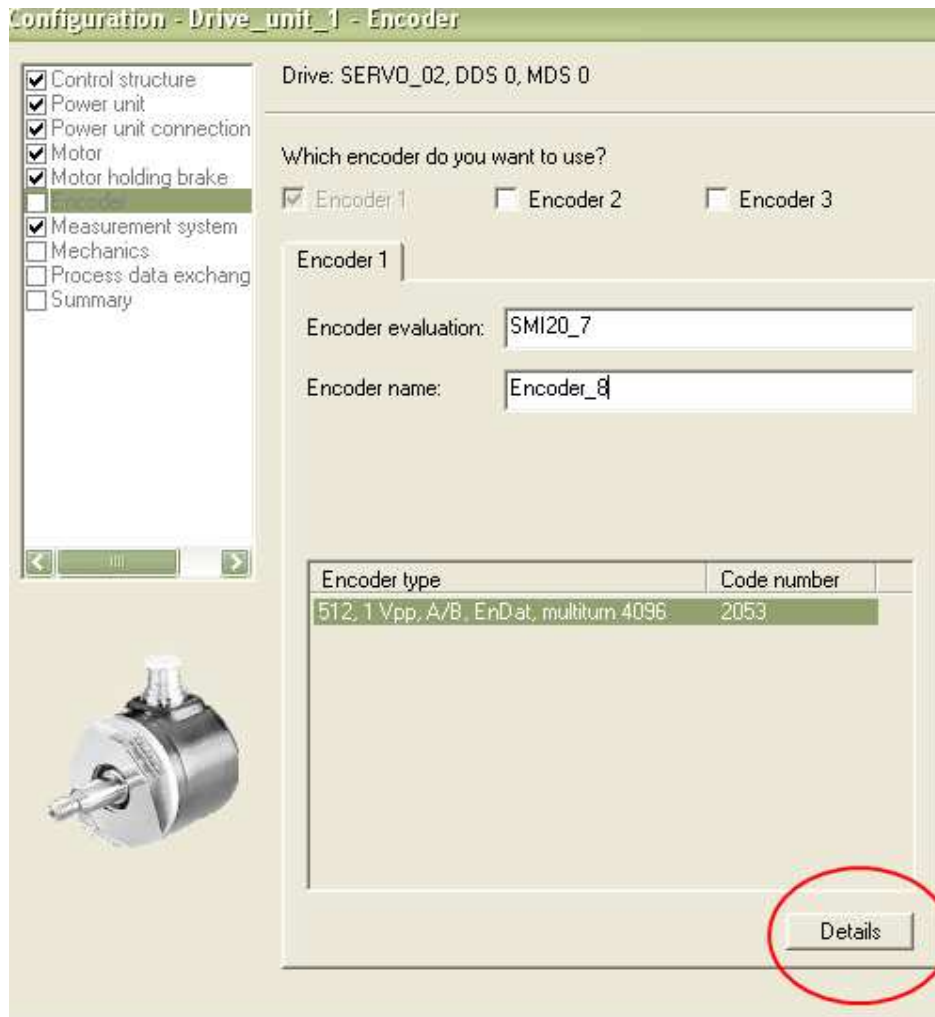 Configuration - Drive_unit_1 - Encoder
Control structure
Power unit
Power unit connection
Motor
Motor holding brake
Encoder
Measurement system
Mechanics
Process data exchang
Summary
Drive: SERVO_02, DDS 0, MDS 0
Which encoder do you want to use?
Encoder 1 Encoder 2 Encoder 3
Encoder 1
Encoder evaluation: SMI20_7
Encoder name: Encoder_8
Encoder type Code number
512, 1 Vpp, A/B, EnDat, multiturn 4096 2053
Details